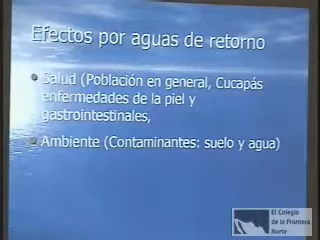 Efectos por aguas de retorno
Salud (Población en general, Cucapás
enfermedades de la piel y
gastrointestinales,
Ambiente (Contaminantes: suelo y agua)
El Colegio
de la Frontera
Norte